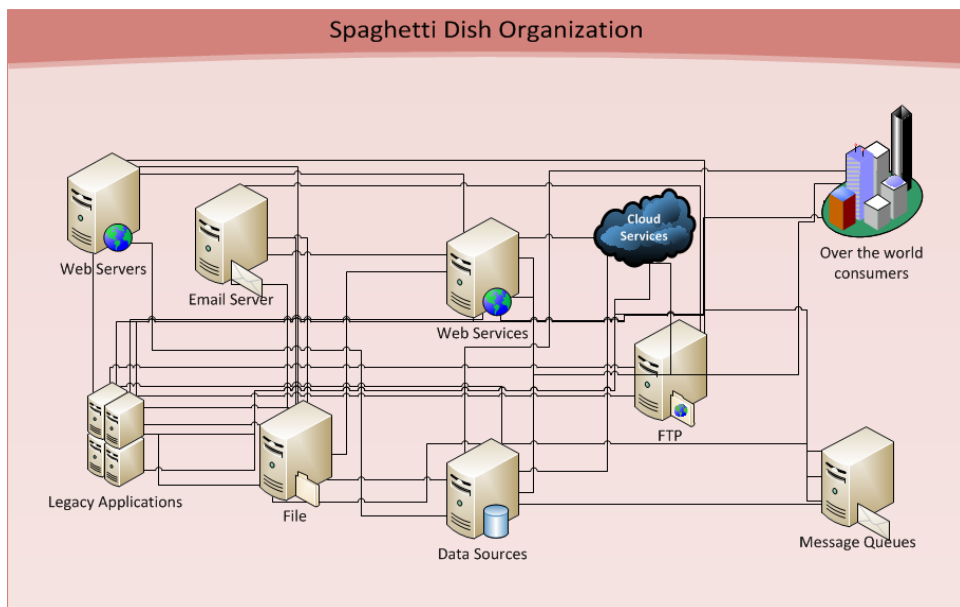 Spaghetti Dish Organization
Web Servers
Email Server
Web Services
Cloud
Services
Over the world
consumers
Legacy Applications
File
Data Sources
FTP
Message Queues